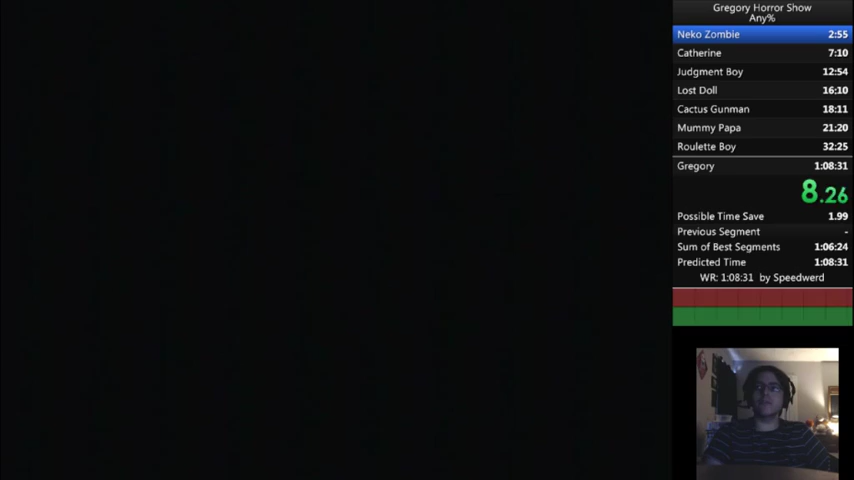 Gregory Horror Show
Any%
Neko Zombie 2:55
Catherine 7:10
Judgment Boy 12:54
Lost Doll 16:10
Cactus Gunman 18:11
Mummy Papa 21:20
Roulette Boy 32:25
Gregory 1:08:31
8.26
Possible Time Save 1.99
Previous Segment -
Sum of Best Segments 1:06:24
Predicted Time 1:08:31
WR: 1:08:31 by Speedwerd